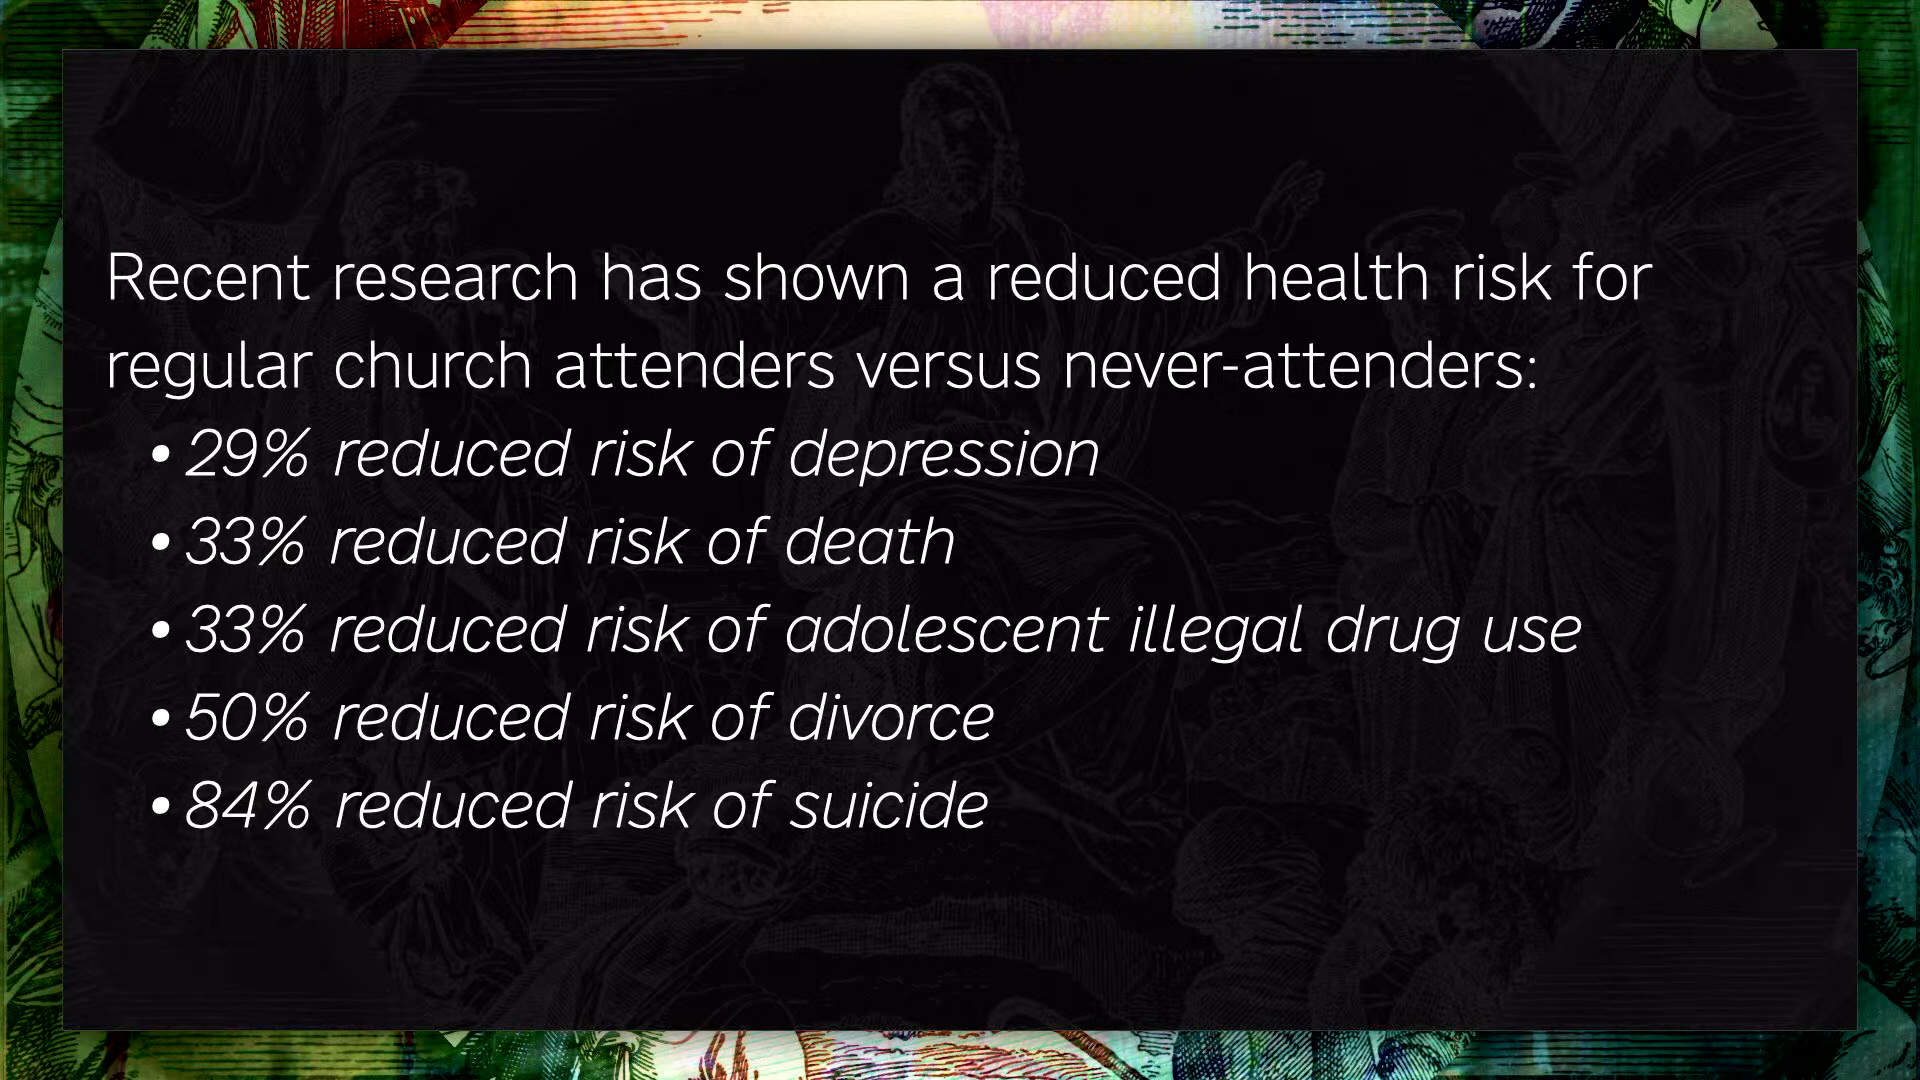 Recent research has shown a reduced health risk for
regular church attenders versus never-attenders:
• 29% reduced risk of depression
• 33% reduced risk of death
• 33% reduced risk of adolescent illegal drug use
• 50% reduced risk of divorce
• 84% reduced risk of suicide